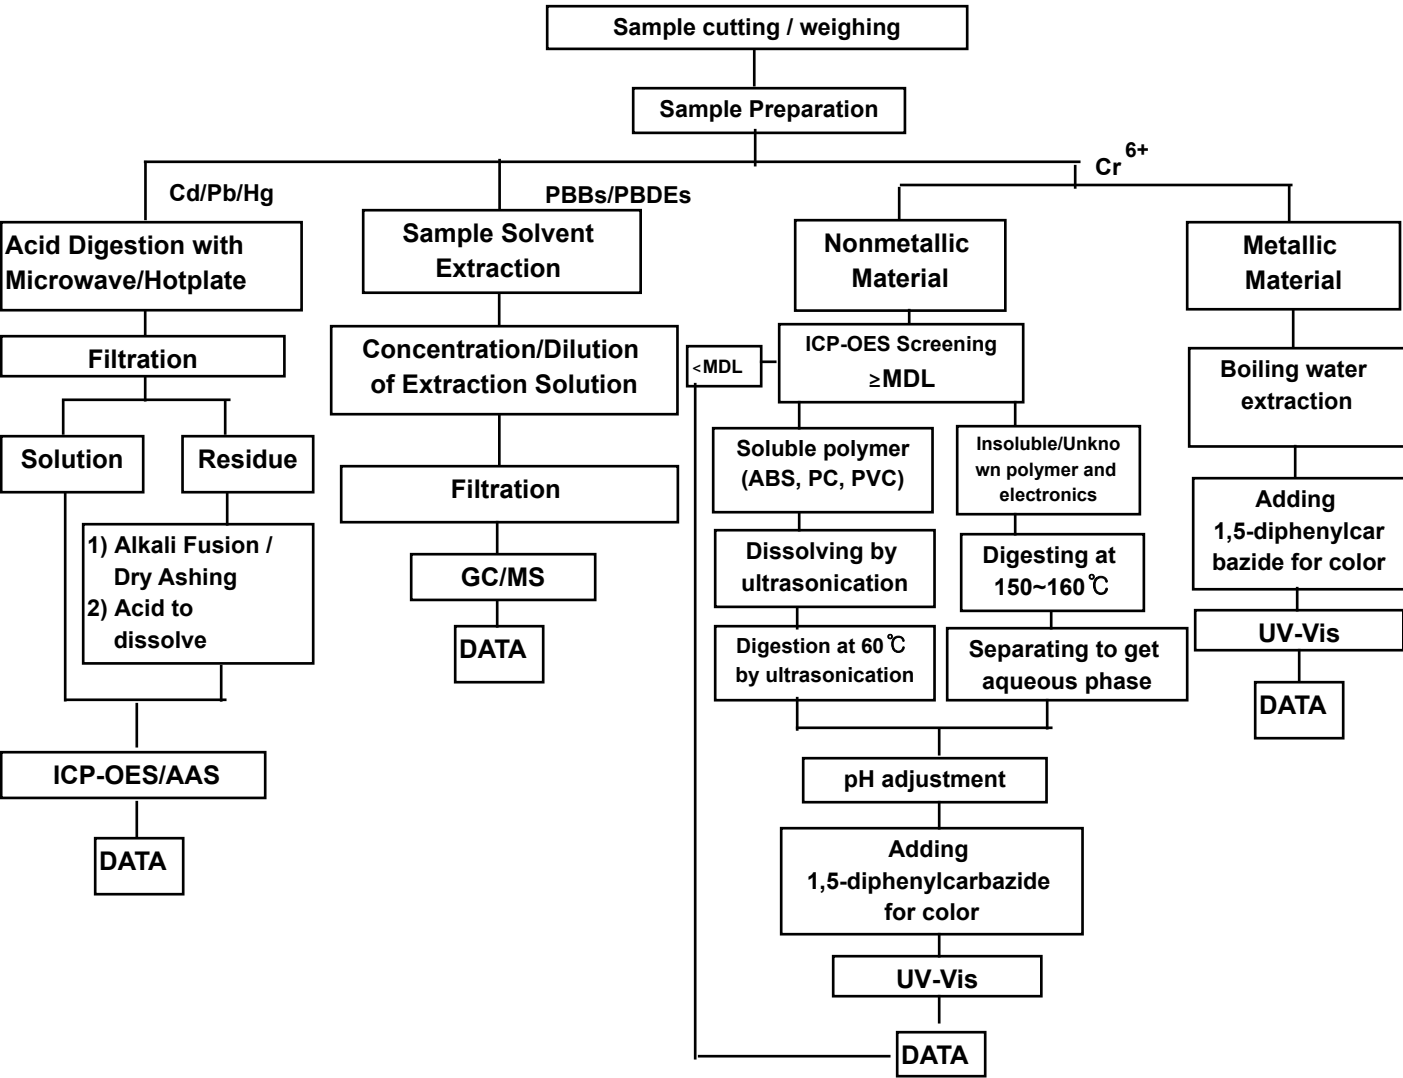 Sample cutting / weighing
Sample Preparation
Cr 6+
Cd/Pb/Hg
PBBs/PBDEs
Acid Digestion with
Microwave/Hotplate
Filtration
Solution
Residue
1) Alkali Fusion /
Dry Ashing
2) Acid to
dissolve
ICP-OES/AAS
DATA
Sample Solvent
Extraction
Concentration/Dilution
of Extraction Solution
Filtration
GC/MS
DATA
Nonmetallic
Material
ICP-OES Screening
≥MDL
<MDL
Soluble polymer
(ABS, PC, PVC)
Dissolving by
ultrasonication
Digestion at 60℃
by ultrasonication
Insoluble/Unkno
wn polymer and
electronics
Digesting at
150~160℃
Separating to get
aqueous phase
pH adjustment
Adding
1,5-diphenylcarbazide
for color
UV-Vis
DATA
Metallic
Material
Boiling water
extraction
Adding
1,5-diphenylcar
bazide for color
UV-Vis
DATA